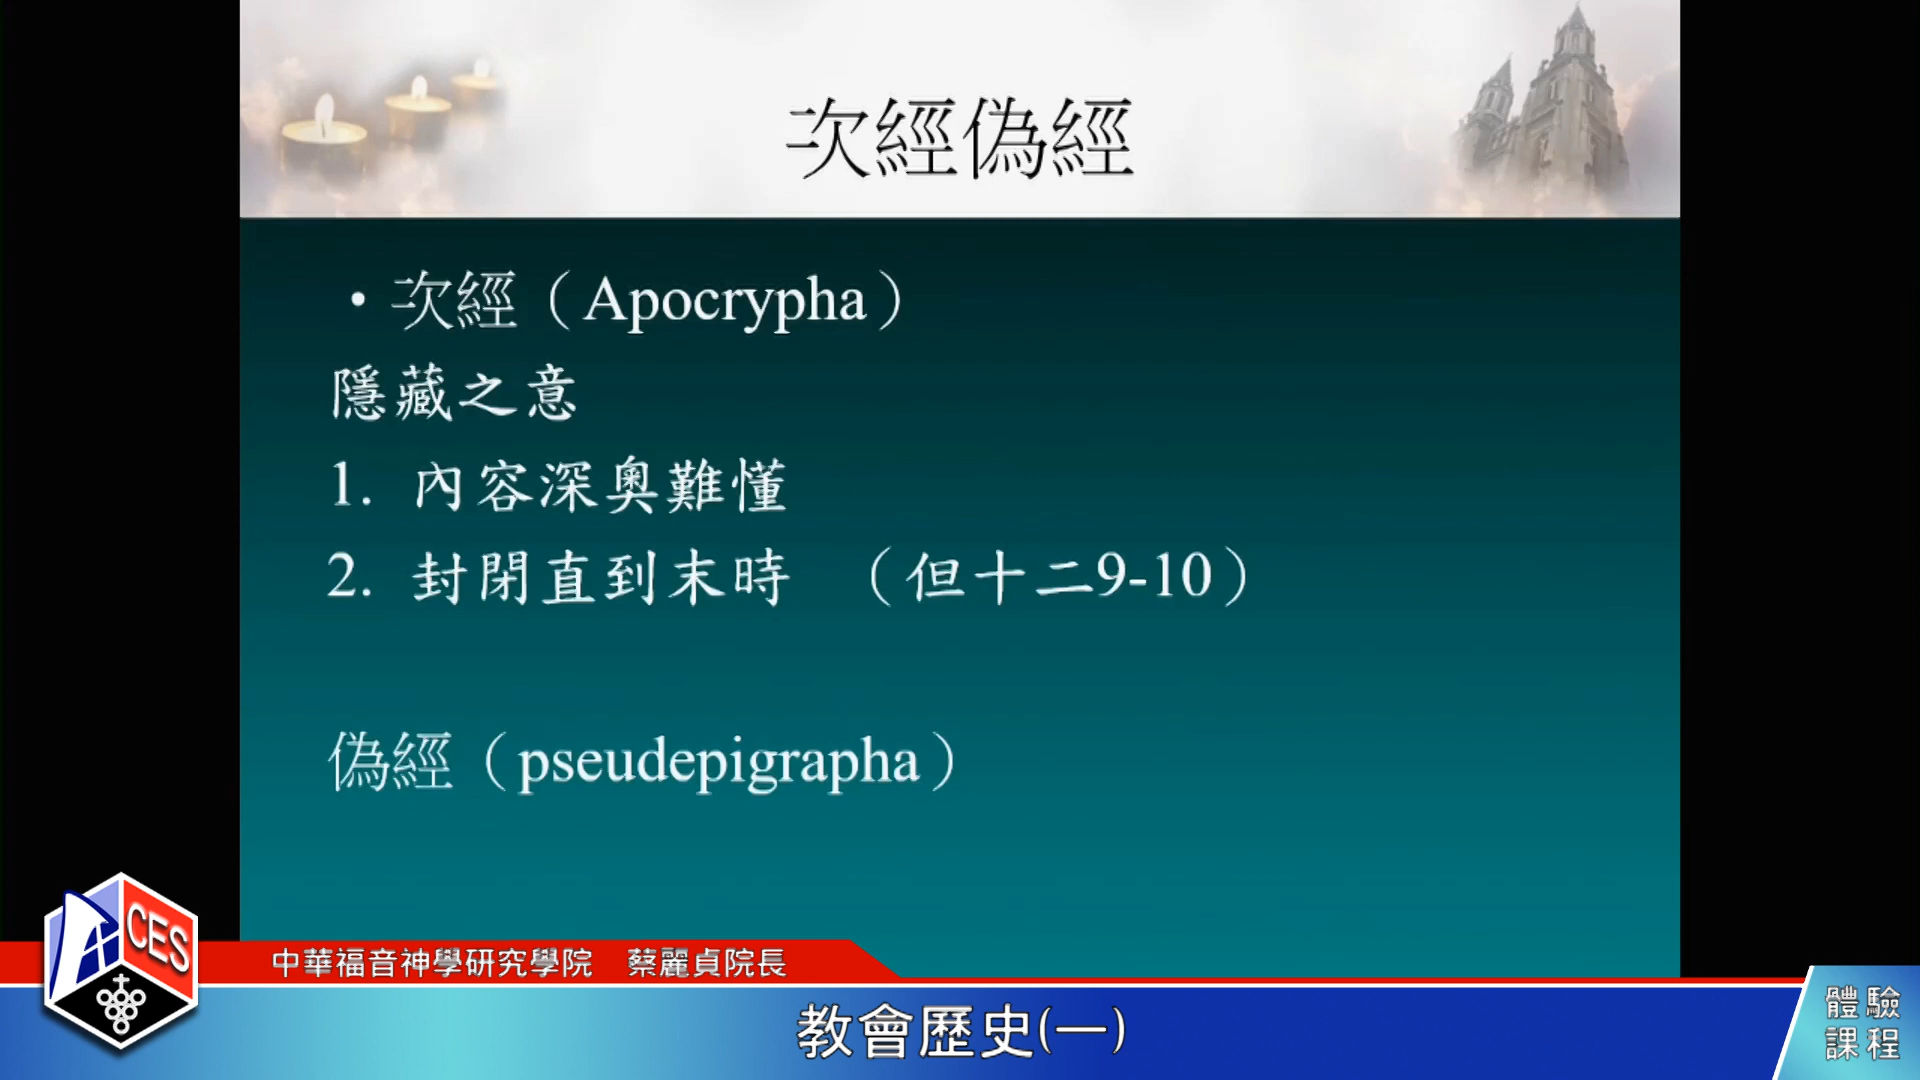 次經偽經
•次經（Apocrypha）
隱藏之意
1. 內容深奧難懂
2. 封閉直到末時 （但十二9-10）
偽經（pseudepigrapha）
CES
中華福音神學研究學院 蔡麗貞院長
教會歷史(一)
體驗
課程